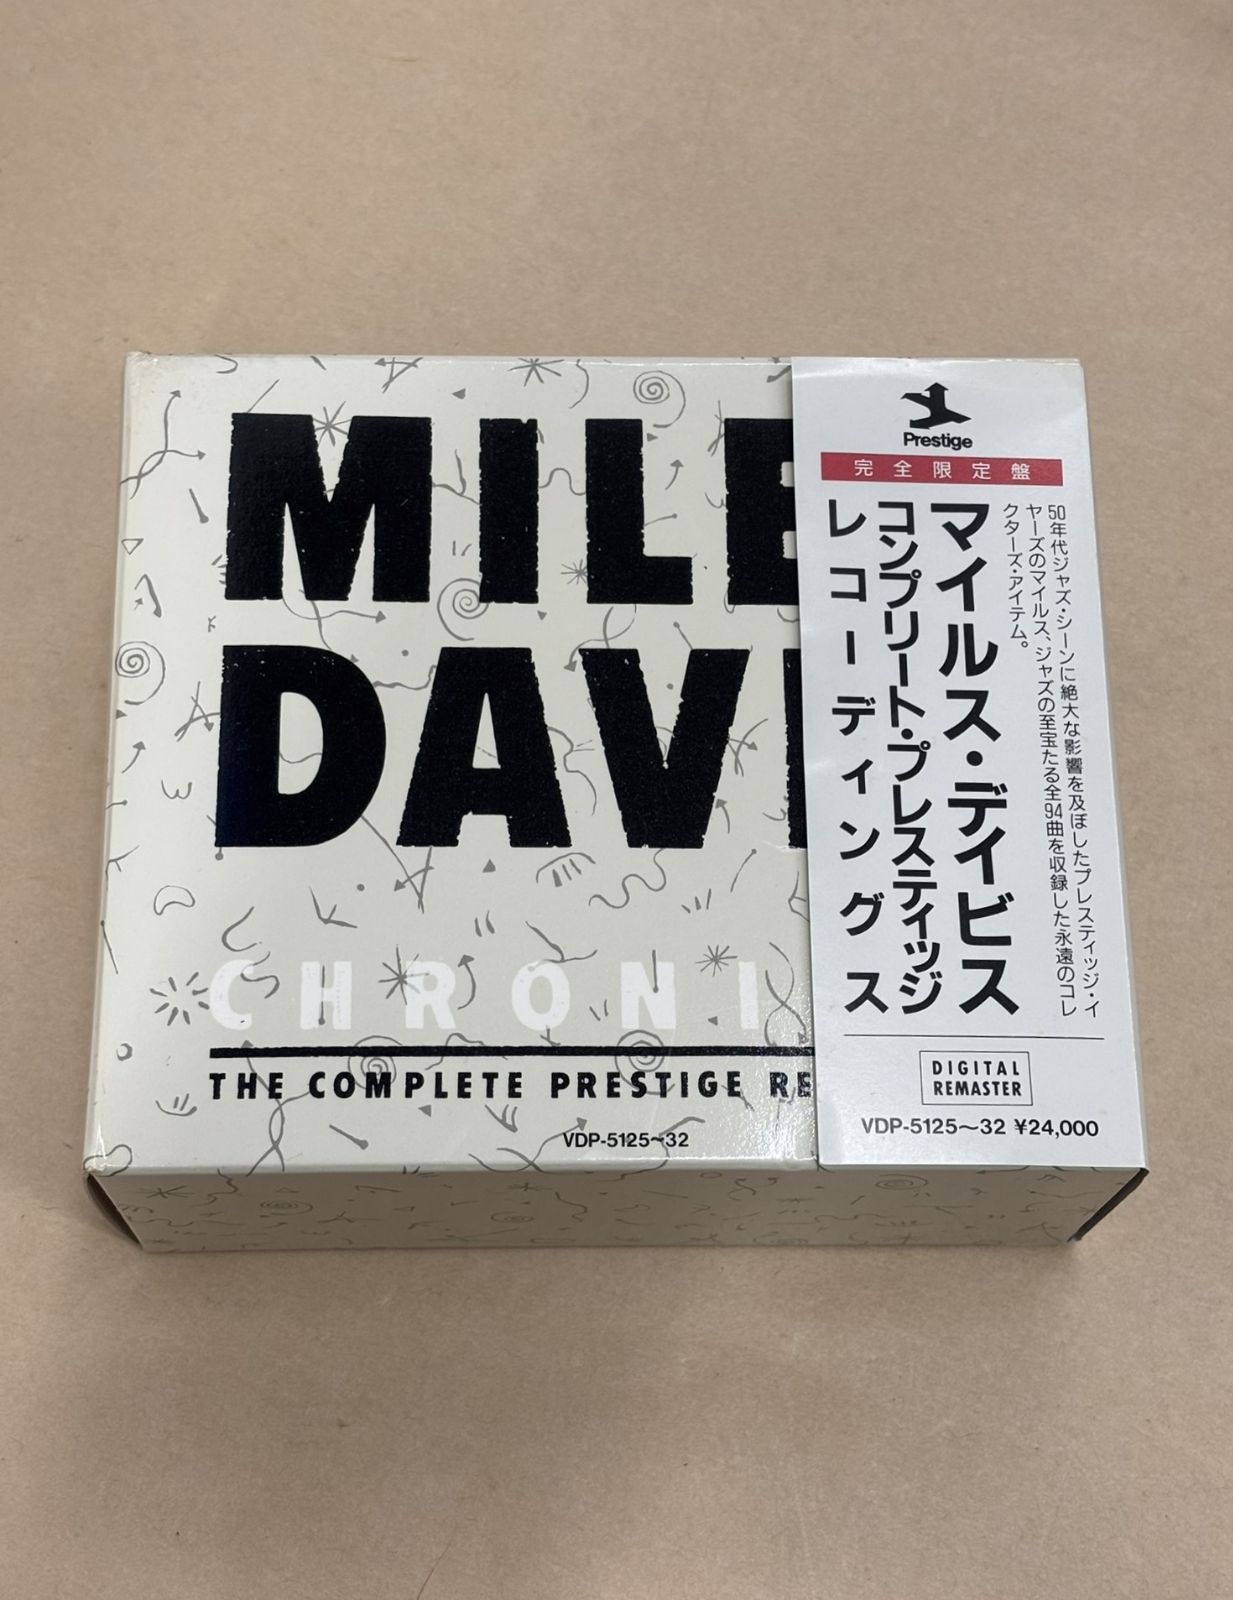 MILE
DAV
CHRONI
THE COMPLETE PRESTIGE RE
VDP-5125~32
Prestige
完全限定盤
50年代ジャズ・シーンに絶大な影響を及ぼしたプレスティッジ・イ
ヤーズのマイルス、ジャズの至宝たる全94曲を収録した永遠のコレ
クターズ・アイテム。
マイルス・デイビス
コンプリート・プレスティッジ
レコーディングス
DIGITAL
REMASTER
VDP-5125~32 ¥24,000